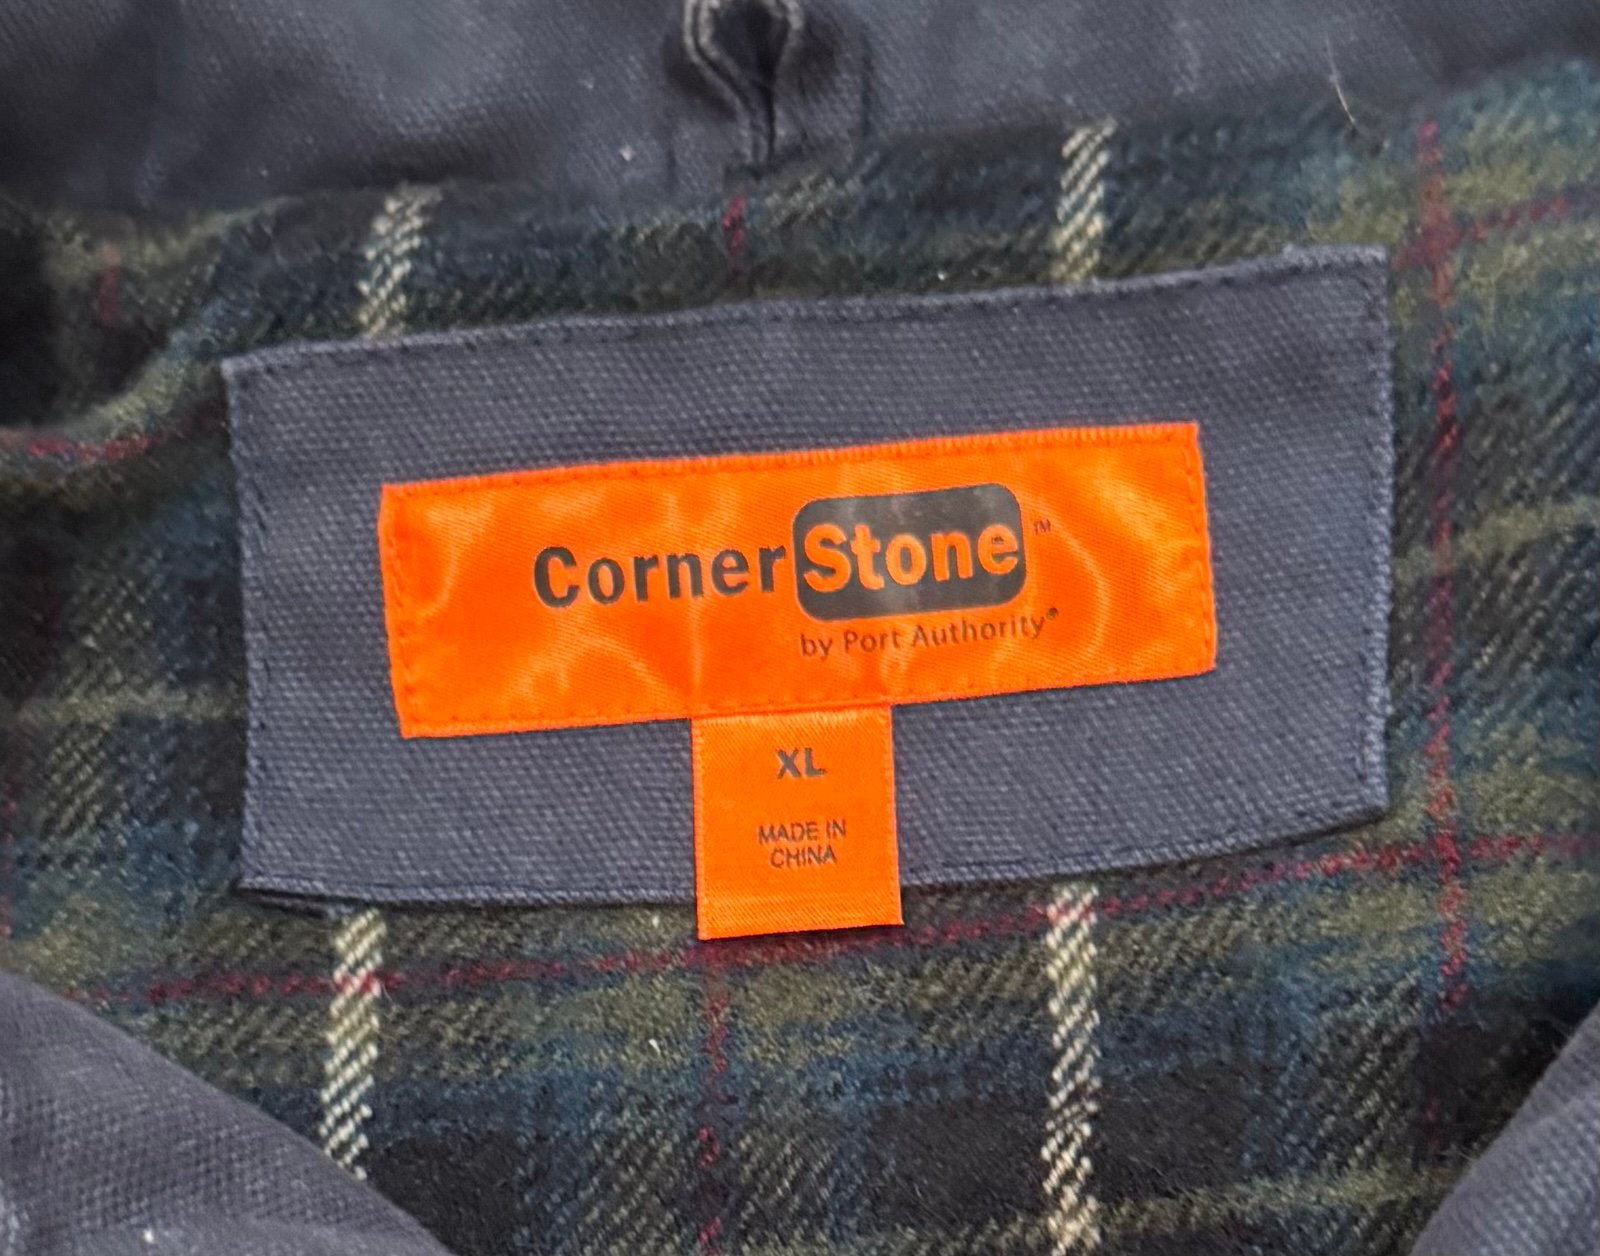 CornerStone™
by Port Authority®
XL
MADE IN
CHINA